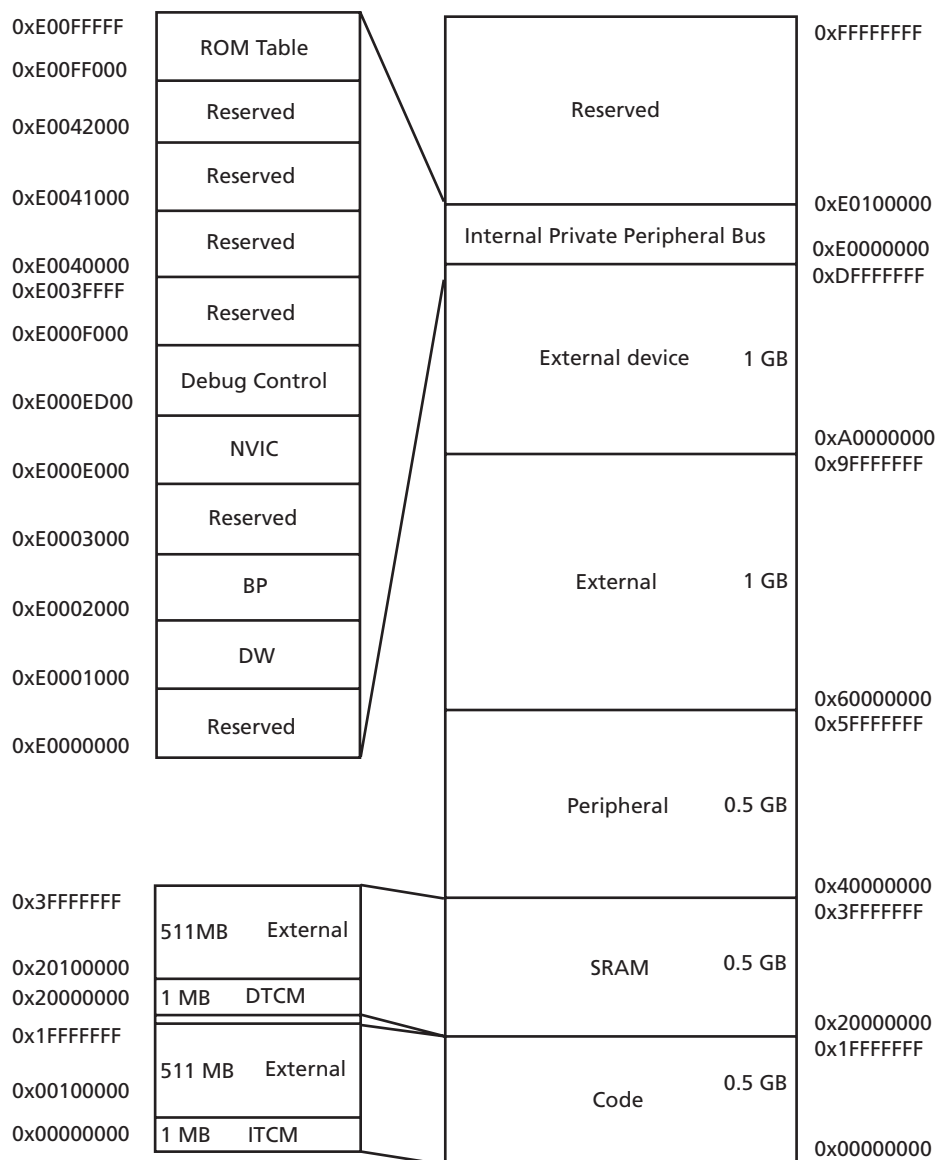 0xE00FFFFF
ROM Table
0xE00FF000
Reserved
0xE0042000
Reserved
0xE0041000
Reserved
0xE0040000
0xE003FFFF
Reserved
0xE000F000
Debug Control
0xE000ED00
NVIC
0xE000E000
Reserved
0xE0003000
BP
0xE0002000
DW
0xE0001000
Reserved
0xE0000000
0x3FFFFFFF
511MB External
0x20100000
0x20000000 1 MB DTCM
0x1FFFFFFF
511 MB External
0x00100000
0x00000000 1 MB ITCM
0xFFFFFFFF
Reserved
0xE0100000
Internal Private Peripheral Bus
0xE0000000
0xDFFFFFFF
External device 1 GB
0xA0000000
0x9FFFFFFF
External 1 GB
0x60000000
0x5FFFFFFF
Peripheral 0.5 GB
0x40000000
0x3FFFFFFF
SRAM 0.5 GB
0x20000000
0x1FFFFFFF
Code 0.5 GB
0x00000000